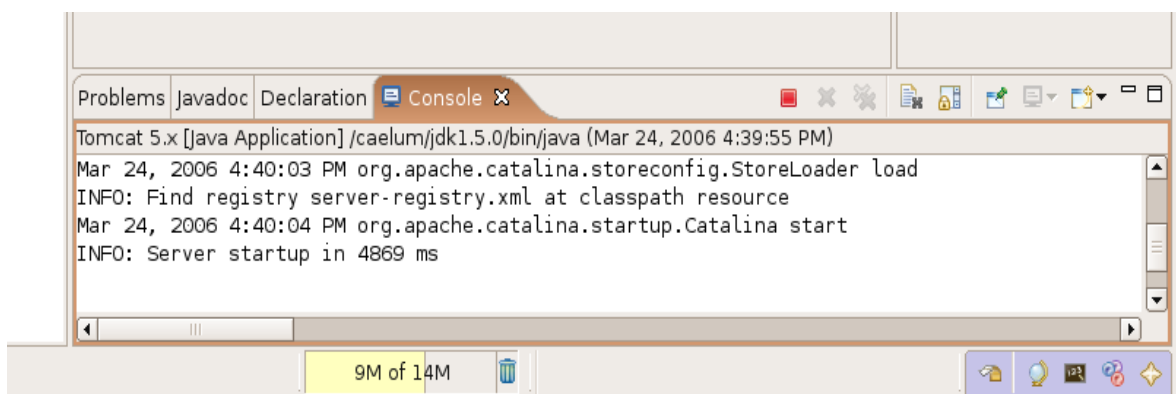 Problems Javadoc Declaration Console
Tomcat 5.x [Java Application] /caelum/jdk1.5.0/bin/java (Mar 24, 2006 4:39:55 PM)
Mar 24, 2006 4:40:03 PM org.apache.catalina.storeconfig.StoreLoader load
INFO: Find registry server-registry.xml at classpath resource
Mar 24, 2006 4:40:04 PM org.apache.catalina.startup.Catalina start
INFO: Server startup in 4869 ms
9M of 14M